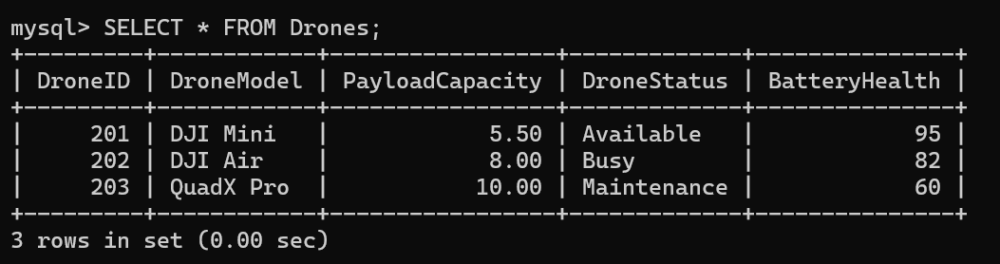 mysql> SELECT * FROM Drones;
+---------+------------+-----------------+-------------+---------------+
| DroneID | DroneModel | PayloadCapacity | DroneStatus | BatteryHealth |
+---------+------------+-----------------+-------------+---------------+
|     201 | DJI Mini   |            5.50 | Available   |            95 |
|     202 | DJI Air    |            8.00 | Busy        |            82 |
|     203 | QuadX Pro  |           10.00 | Maintenance |            60 |
+---------+------------+-----------------+-------------+---------------+
3 rows in set (0.00 sec)